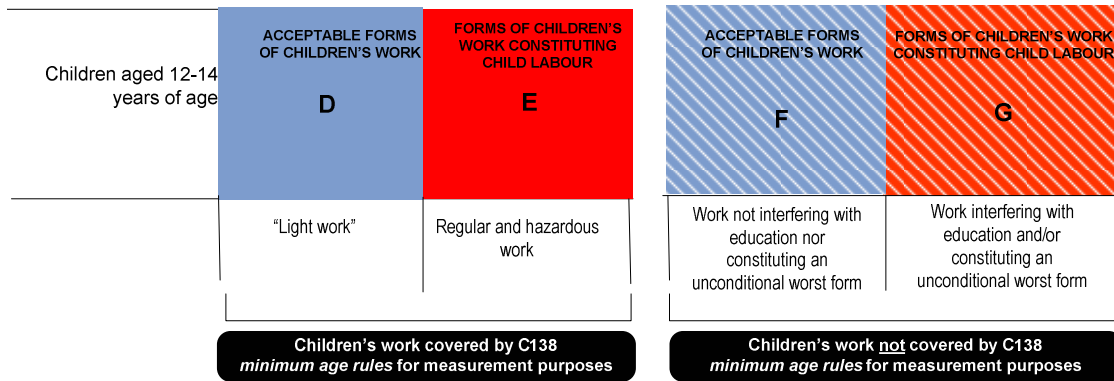 Children aged 12-14
years of age
ACCEPTABLE FORMS
OF CHILDREN'S WORK
D
FORMS OF CHILDREN'S
WORK CONSTITUTING
CHILD LABOUR
E
ACCEPTABLE FORMS
OF CHILDREN'S WORK
F
FORMS OF CHILDREN'S WORK
CONSTITUTING CHILD LABOUR
G
“Light work”
Regular and hazardous
work
Work not interfering with
education nor
constituting an
unconditional worst form
Work interfering with
education and/or
constituting an
unconditional worst form
Children's work covered by C138
minimum age rules for measurement purposes
Children's work not covered by C138
minimum age rules for measurement purposes